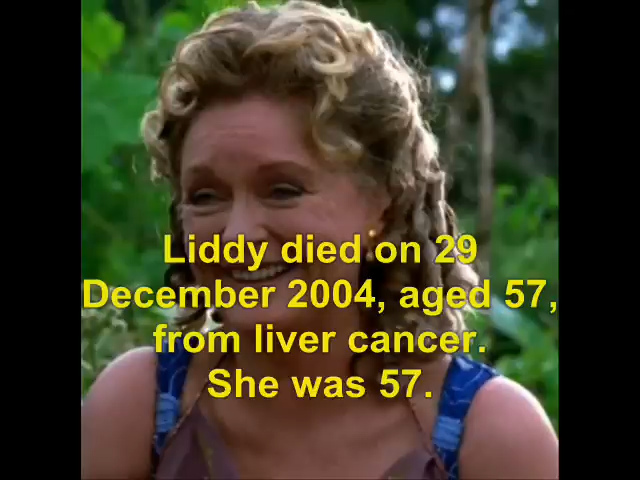 Liddy died on 29
December 2004, aged 57,
from liver cancer.
She was 57.